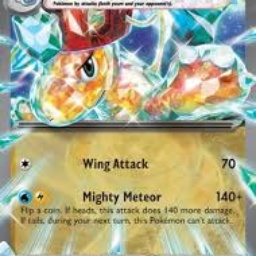 Pokémon by attacks (both yours and your opponent's).
Wing Attack 70
Mighty Meteor 140+
Flip a coin. If heads, this attack does 140 more damage.
If tails, during your next turn, this Pokémon can't attack.